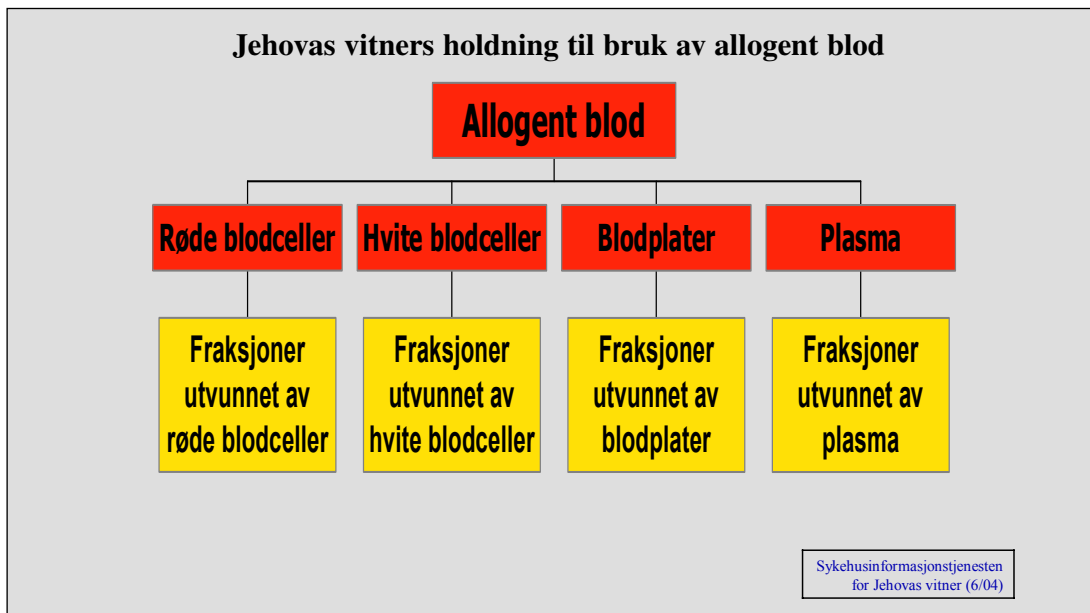 Jehovas vitners holdning til bruk av allogent blod
Allogent blod
Røde blodceller
Hvite blodceller
Blodplater
Plasma
Fraksjoner
utvunnet av
røde blodceller
Fraksjoner
utvunnet av
hvite blodceller
Fraksjoner
utvunnet av
blodplater
Fraksjoner
utvunnet av
plasma
Sykehusinformasjonstjenesten
for Jehovas vitner (6/04)